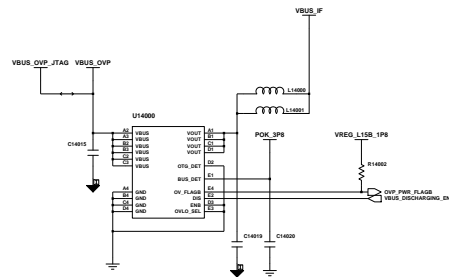 VBUS_IF
VBUS_OVP_JTAG
VBUS_OVP
L14000
L14001
U14000
POK_3P8
VREG_L15B_1P8
A2 VBUS VOUT A1
A3 VBUS VOUT B1
B2 VBUS VOUT C1
B3 VBUS VOUT D1
C2 VBUS
C3 VBUS OTG_DET D2
C14015
BUS_DET E1
R14002
A4 GND OV_FLAGB E4
B4 GND DIS E2
C4 GND ENB D3
D4 GND OVLO_SEL E3
OVP_PWR_FLAGB
VBUS_DISCHARGING_EN
C14019
C14020